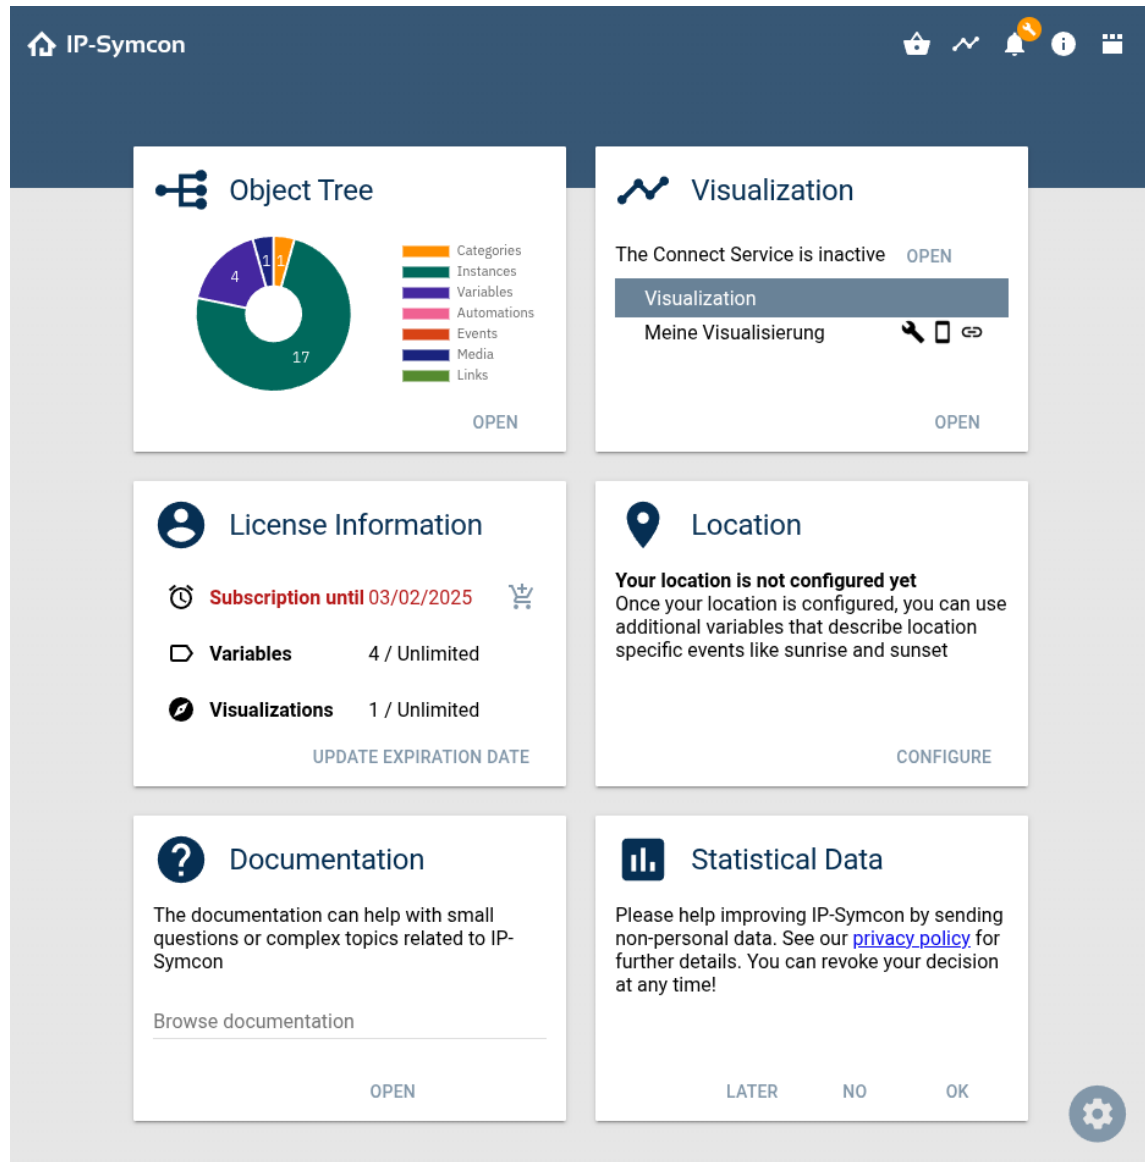 IP-Symcon
Object Tree
4
1
1
17
Categories
Instances
Variables
Automations
Events
Media
Links
OPEN
Visualization
The Connect Service is inactive OPEN
Visualization
Meine Visualisierung
OPEN
License Information
Subscription until 03/02/2025
Variables 4 / Unlimited
Visualizations 1 / Unlimited
UPDATE EXPIRATION DATE
Location
Your location is not configured yet
Once your location is configured, you can use
additional variables that describe location
specific events like sunrise and sunset
CONFIGURE
Documentation
The documentation can help with small
questions or complex topics related to IP-
Symcon
Browse documentation
OPEN
Statistical Data
Please help improving IP-Symcon by sending
non-personal data. See our privacy policy for
further details. You can revoke your decision
at any time!
LATER NO OK